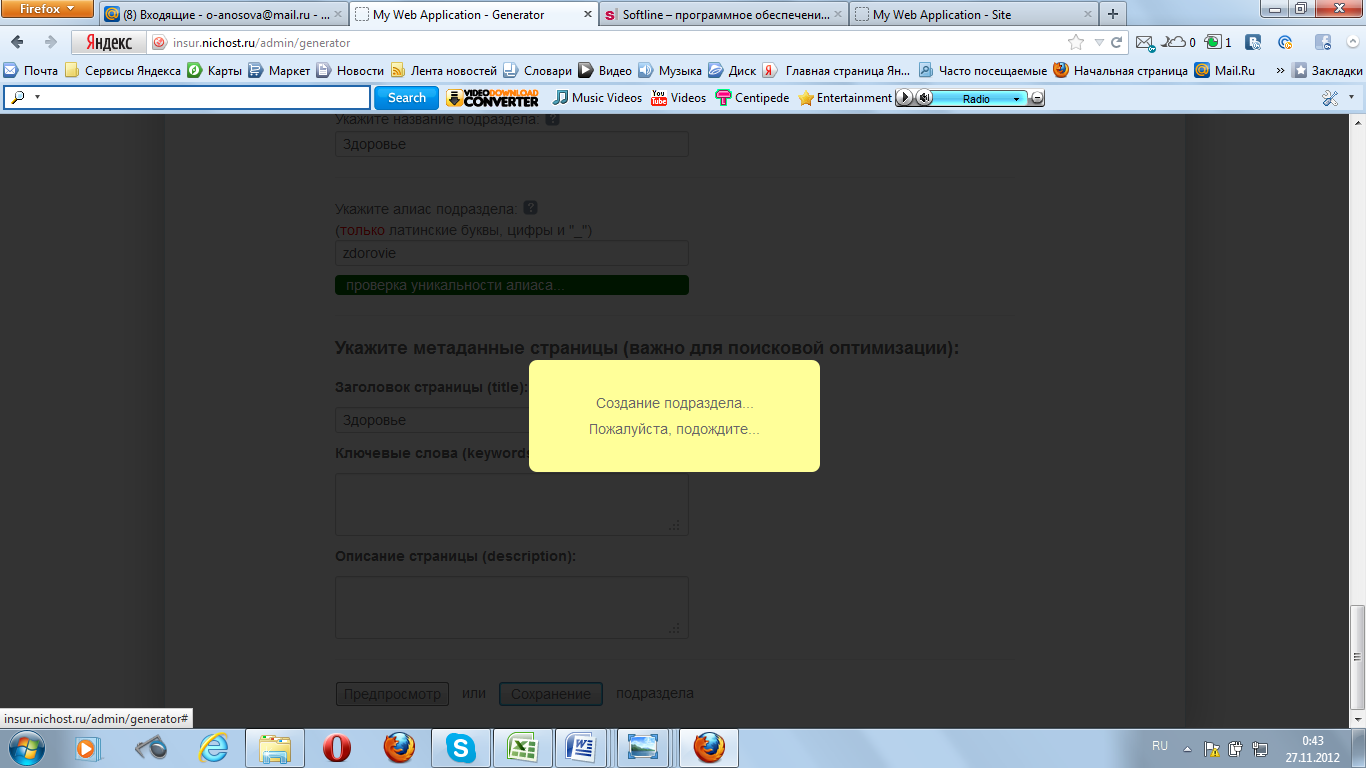 Firefox
(8) Входящие - o-anosova@mail.ru - ...
My Web Application - Generator
Softline – программное обеспечени...
My Web Application - Site
Яндекс
insur.nichost.ru/admin/generator
0
1
Почта
Сервисы Яндекса
Карты
Маркет
Новости
Лента новостей
Словари
Видео
Музыка
Диск
Главная страница Ян...
Часто посещаемые
Начальная страница
Mail.Ru
»
Закладки
Search
VIDEO DOWNLOAD
CONVERTER
Music Videos
Videos
Centipede
Entertainment
Radio
Укажите название подраздела:
Здоровье
Укажите алиас подраздела:
(только латинские буквы, цифры и "_")
zdorovie
проверка уникальности алиаса...
Укажите метаданные страницы (важно для поисковой оптимизации):
Заголовок страницы (title):
Здоровье
Создание подраздела...
Пожалуйста, подождите...
Ключевые слова (keywords
Описание страницы (description):
Предпросмотр или Сохранение подраздела
insur.nichost.ru/admin/generator#
RU
0:43
27.11.2012